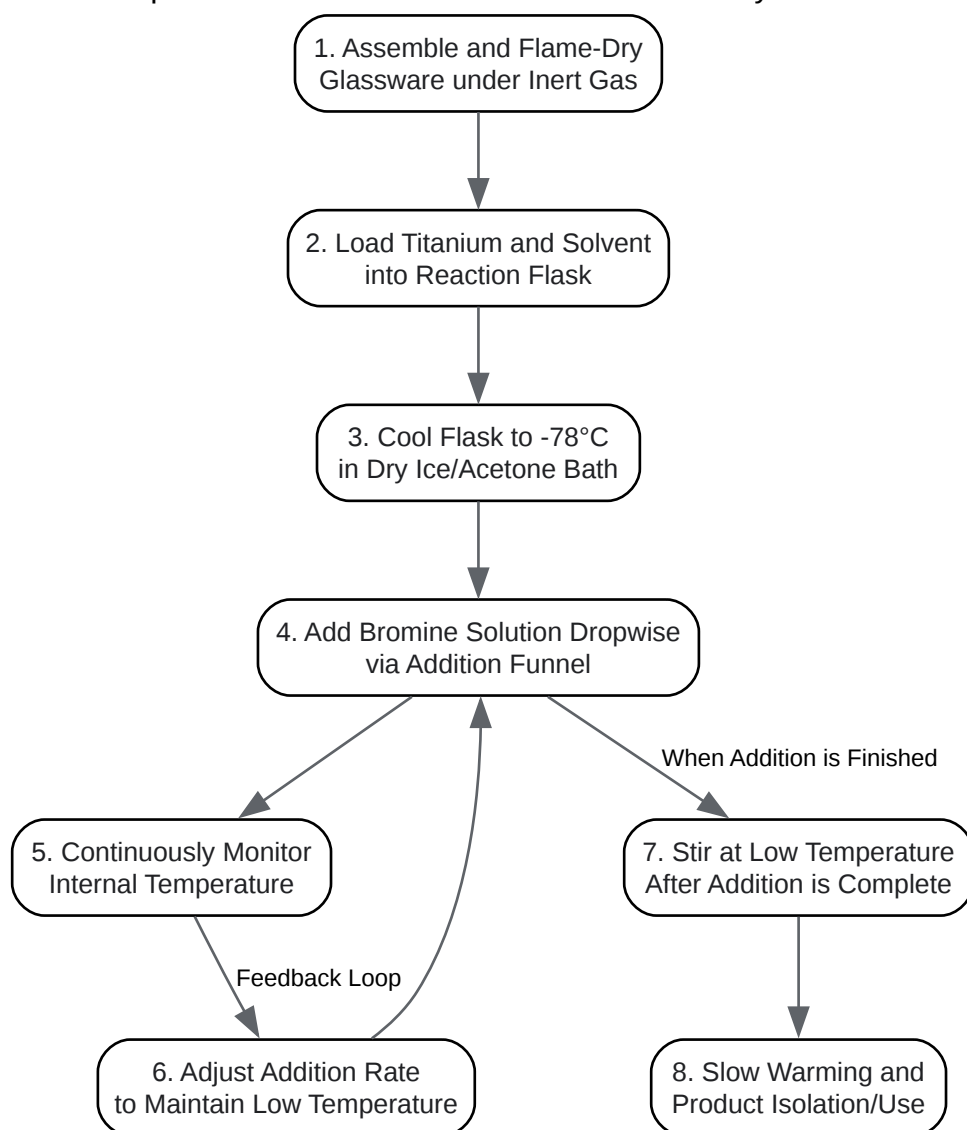 1. Assemble and Flame-Dry
Glassware under Inert Gas
2. Load Titanium and Solvent
into Reaction Flask
3. Cool Flask to -78°C
in Dry Ice/Acetone Bath
4. Add Bromine Solution Dropwise
via Addition Funnel
When Addition is Finished
5. Continuously Monitor
Internal Temperature
7. Stir at Low Temperature
After Addition is Complete
Feedback Loop
6. Adjust Addition Rate
to Maintain Low Temperature
8. Slow Warming and
Product Isolation/Use